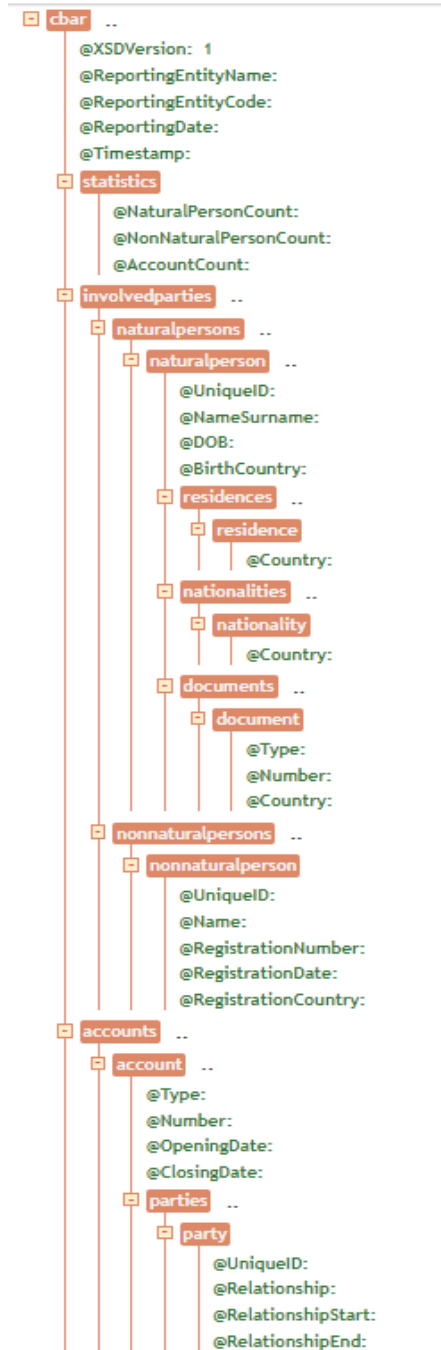 cbar ..
@XSDVersion: 1
@ReportingEntityName:
@ReportingEntityCode:
@ReportingDate:
@Timestamp:
statistics
@NaturalPersonCount:
@NonNaturalPersonCount:
@AccountCount:
involvedparties ..
naturalpersons ..
naturalperson ..
@UniqueID:
@NameSurname:
@DOB:
@BirthCountry:
residences ..
residence
@Country:
nationalities ..
nationality
@Country:
documents ..
document
@Type:
@Number:
@Country:
nonnaturalpersons ..
nonnaturalperson
@UniqueID:
@Name:
@RegistrationNumber:
@RegistrationDate:
@RegistrationCountry:
accounts ..
account ..
@Type:
@Number:
@OpeningDate:
@ClosingDate:
parties ..
party
@UniqueID:
@Relationship:
@RelationshipStart:
@RelationshipEnd: